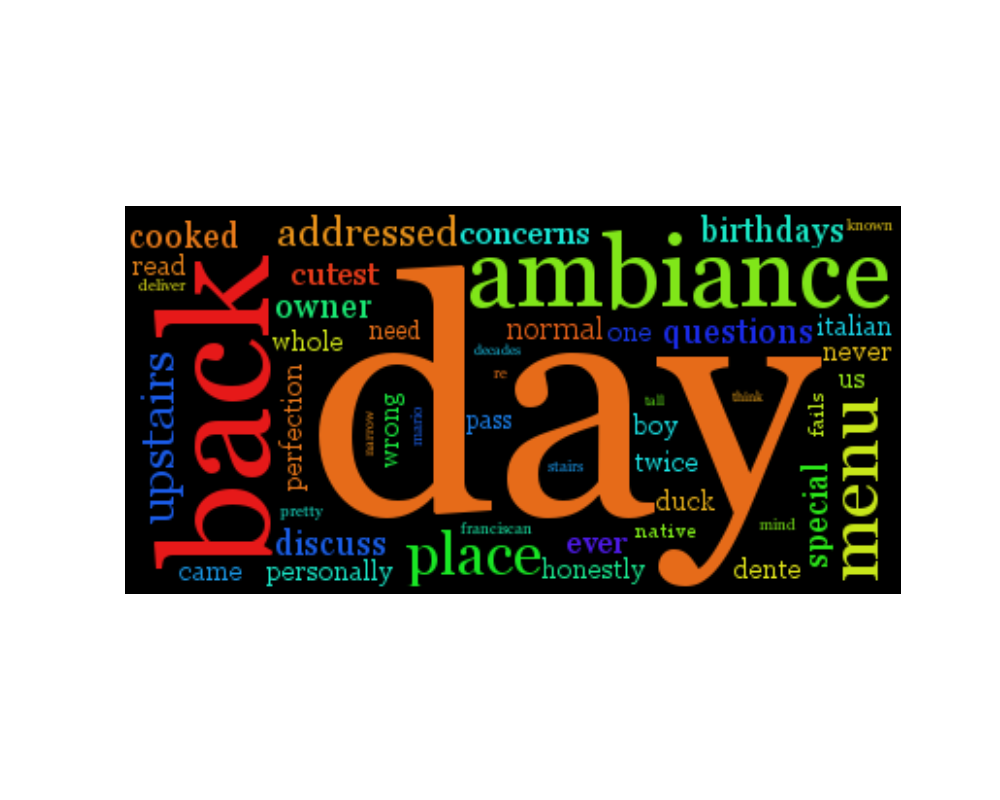 cooked
addressed
concerns
birthdays
known
read
deliver
cutest
ambiance
back
owner
whole
need
day
normal
one
questions
italian
never
us
decades
re
upstairs
perfection
narrow
wrong
mario
pass
tall
think
boy
fails
menu
stairs
twice
special
duck
pretty
franciscan
native
mind
discuss
place
ever
came
personally
honestly
dente